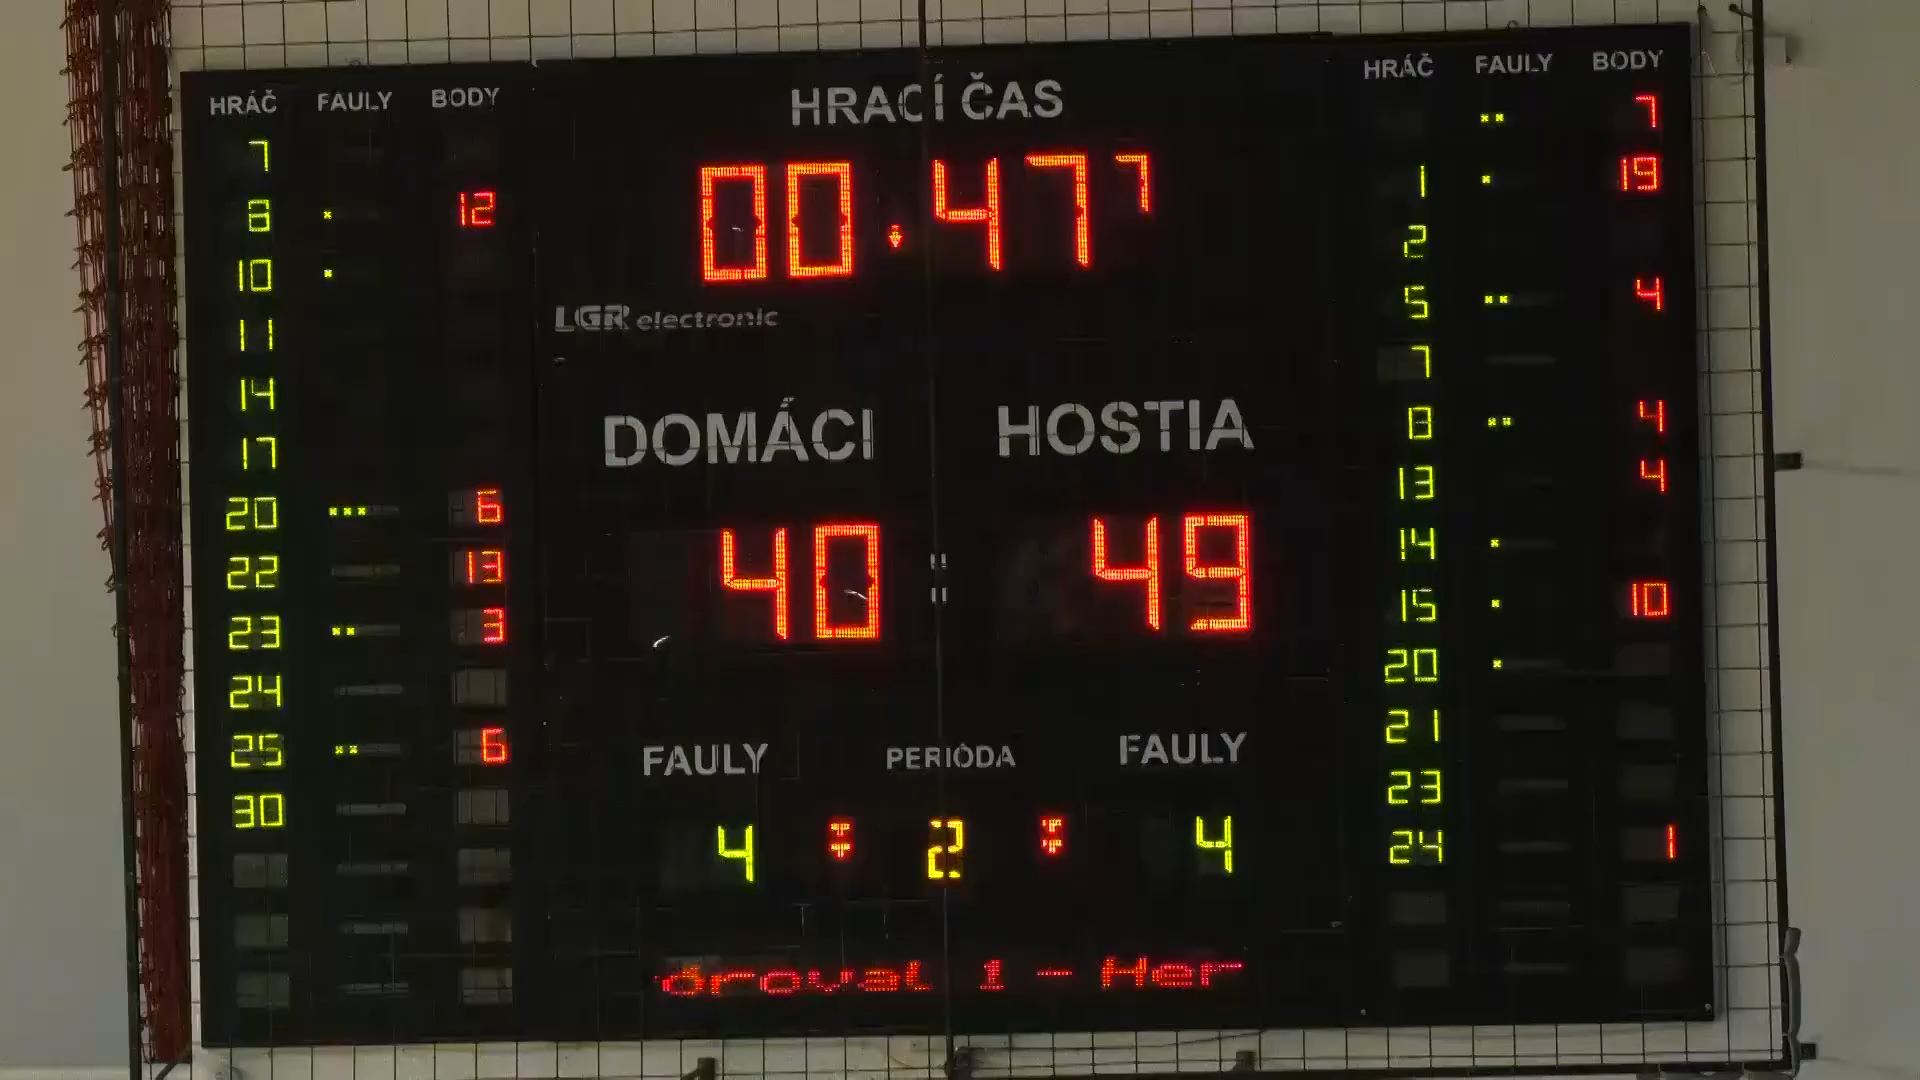 HRÁČ FAULY BODY
7
8 12
10
11
14
17
20 6
22 13
23 3
24
25 6
30
HRACÍ ČAS
00:47 7
LGR electronic
DOMÁCI HOSTIA
40 : 49
FAULY PERIÓDA FAULY
4 2 4
óroval 1 - Her
HRÁČ FAULY BODY
7
1 19
2
5 4
7
8 4
13 4
14
15 10
20
21
23
24 1